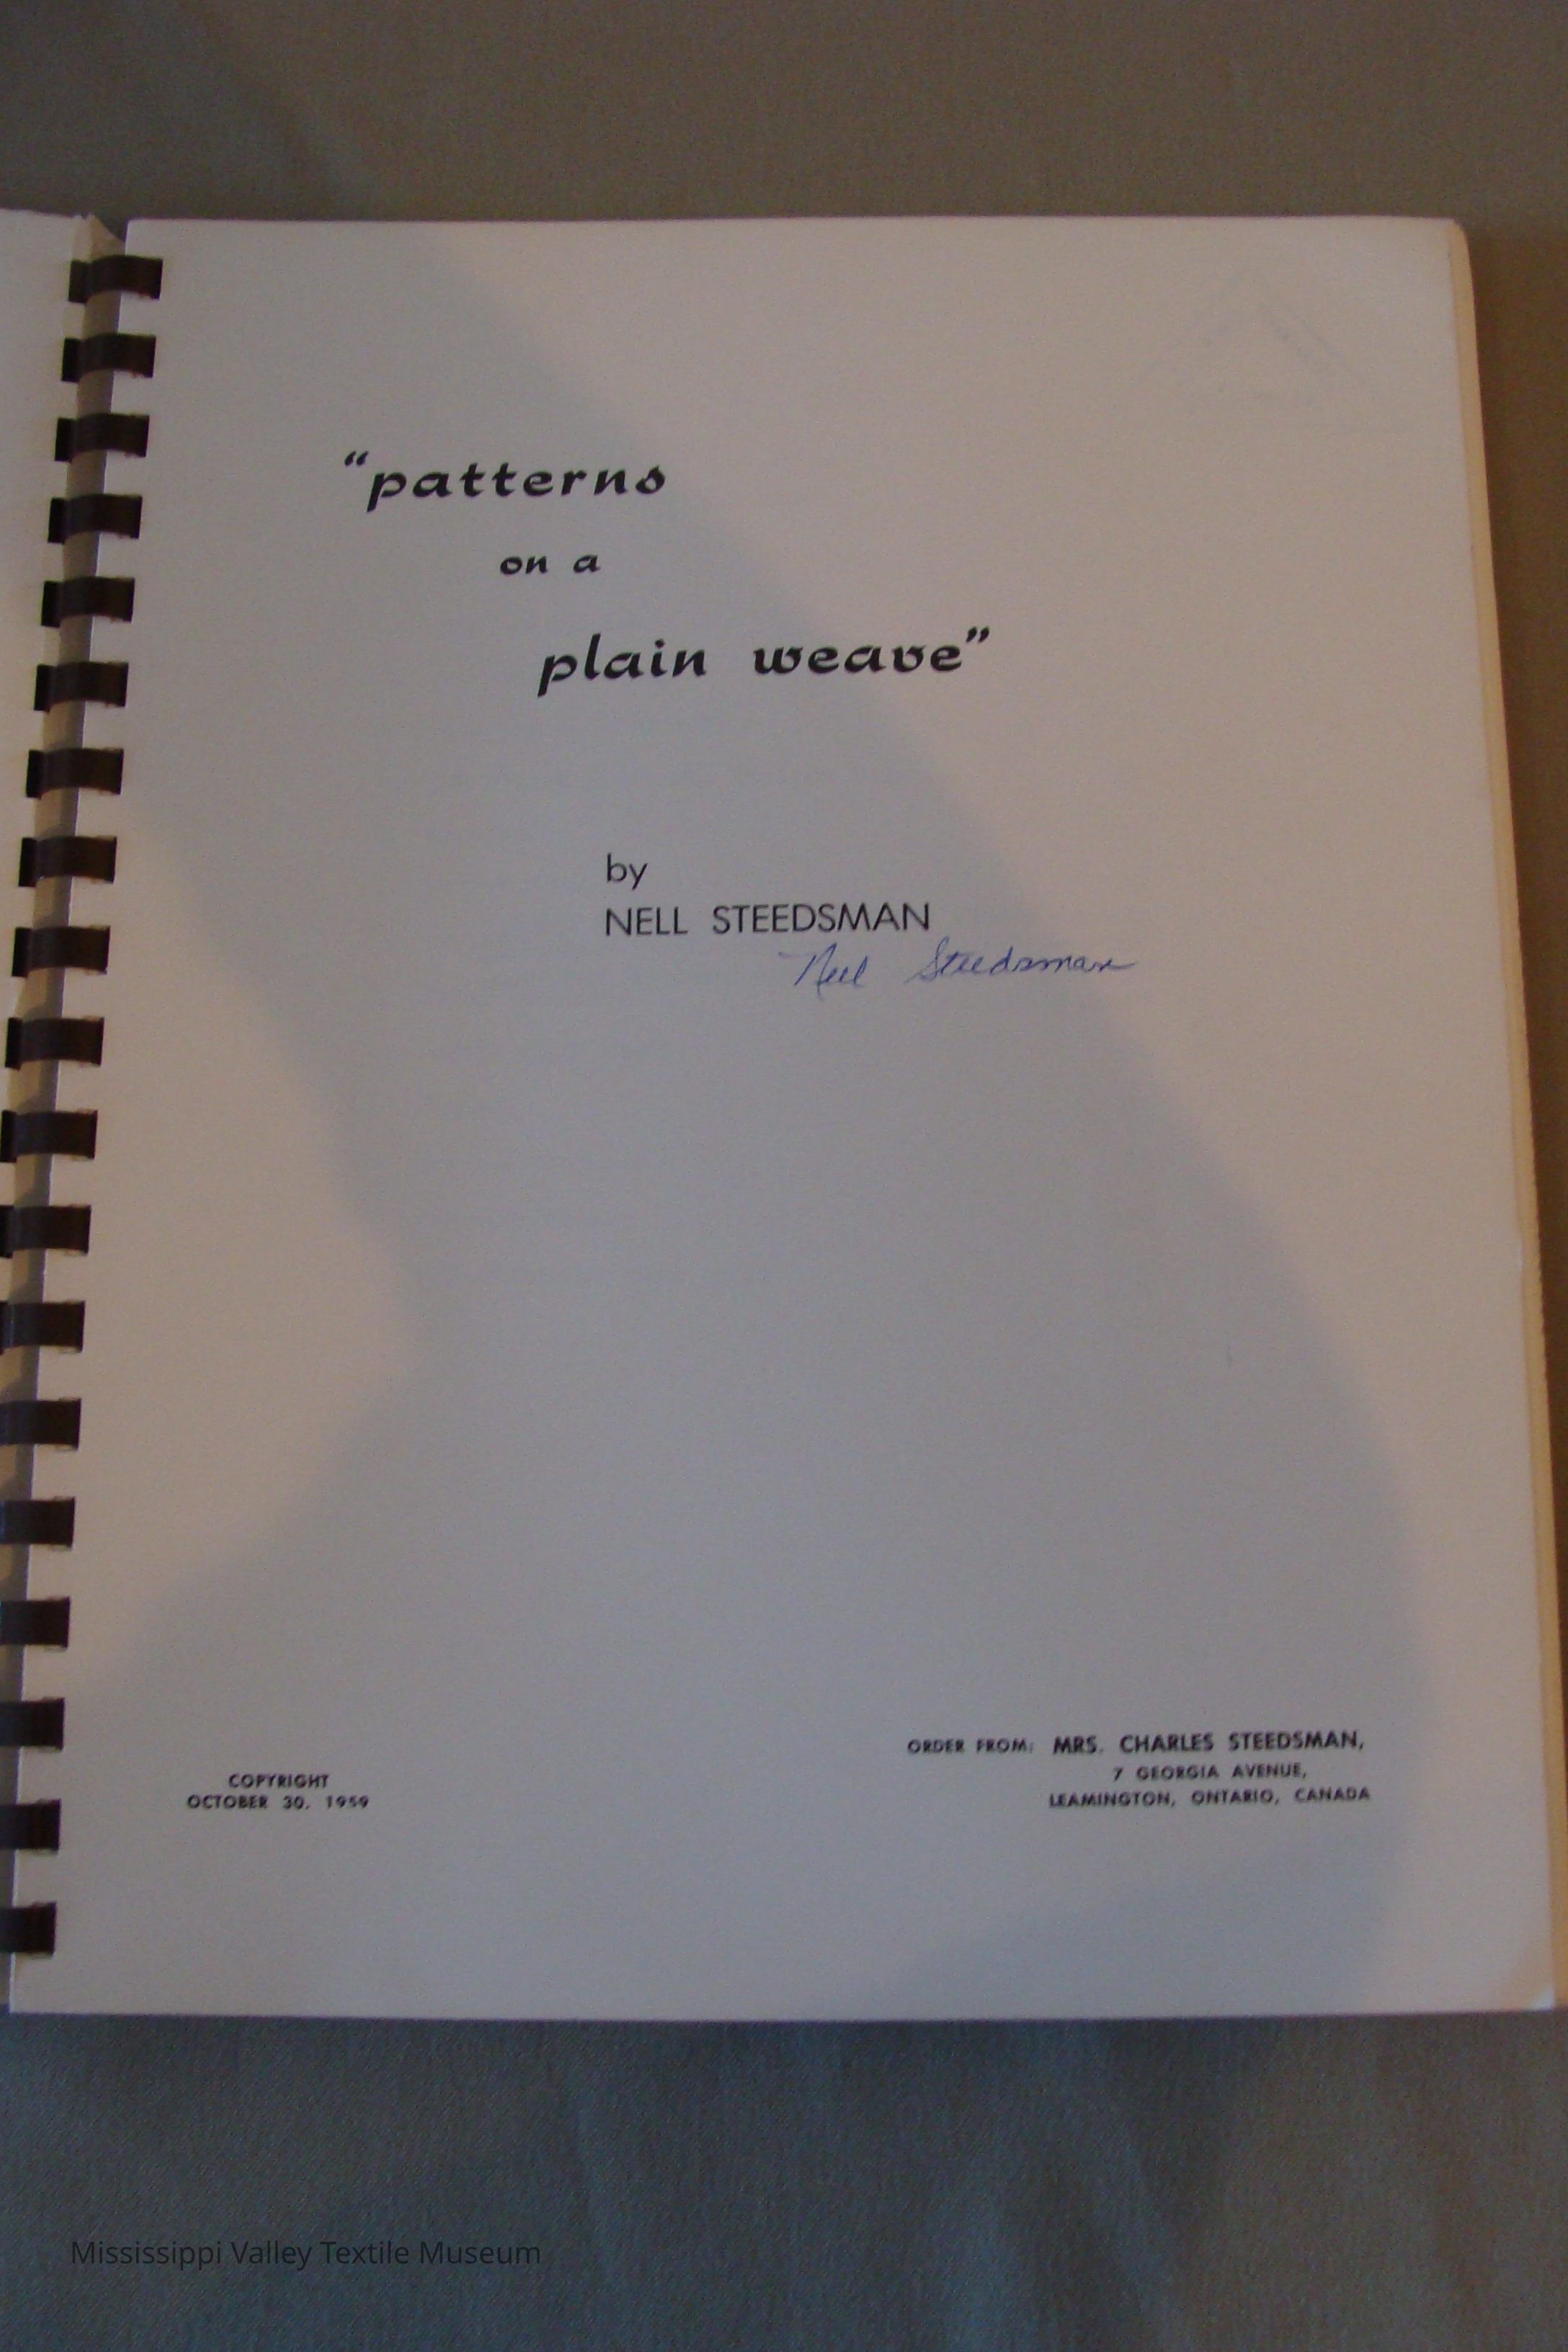 “patterns
on a
plain weave”
by
NELL STEEDSMAN
Nell Steedsman
ORDER FROM: MRS. CHARLES STEEDSMAN,
7 GEORGIA AVENUE,
LEAMINGTON, ONTARIO, CANADA
COPYRIGHT
OCTOBER 30, 1959
Mississippi Valley Textile Museum